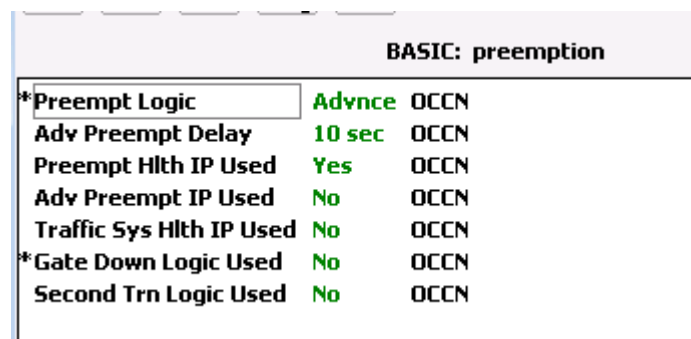 BASIC: preemption
*Preempt Logic Advnce OCCN
Adv Preempt Delay 10 sec OCCN
Preempt Hlth IP Used Yes OCCN
Adv Preempt IP Used No OCCN
Traffic Sys Hlth IP Used No OCCN
*Gate Down Logic Used No OCCN
Second Trn Logic Used No OCCN